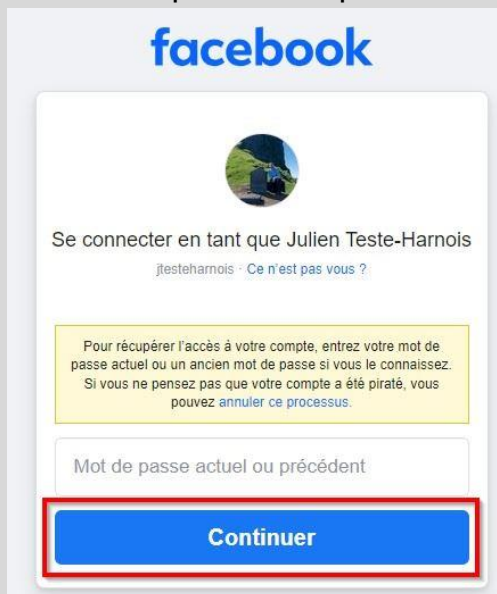 facebook
Se connecter en tant que Julien Teste-Harnois
jtesteharnois · Ce n'est pas vous ?
Pour récupérer l'accès à votre compte, entrez votre mot de
passe actuel ou un ancien mot de passe si vous le connaissez.
Si vous ne pensez pas que votre compte a été piraté, vous
pouvez annuler ce processus.
Mot de passe actuel ou précédent
Continuer